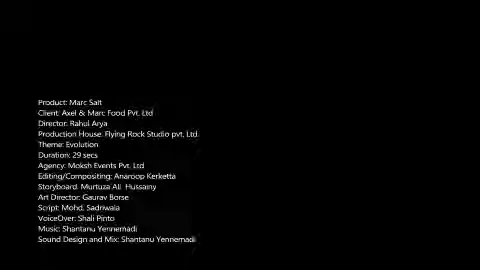 Product: Marc Salt
Client: Axel & Marc Food Pvt. Ltd
Director: Rahul Arya
Production House: Flying Rock Studio pvt, Ltd.
Theme: Evolution
Duration: 29 secs
Agency: Moksh Events Pvt. Ltd
Editing/Compositing: Anaroop Kerketta
Storyboard: Murtuza Ali Hussainy
Art Director: Gaurav Borse
Script: Mohd. Sadriwala
VoiceOver: Shali Pinto
Music: Shantanu Yennemadi
Sound Design and Mix: Shantanu Yennemadi